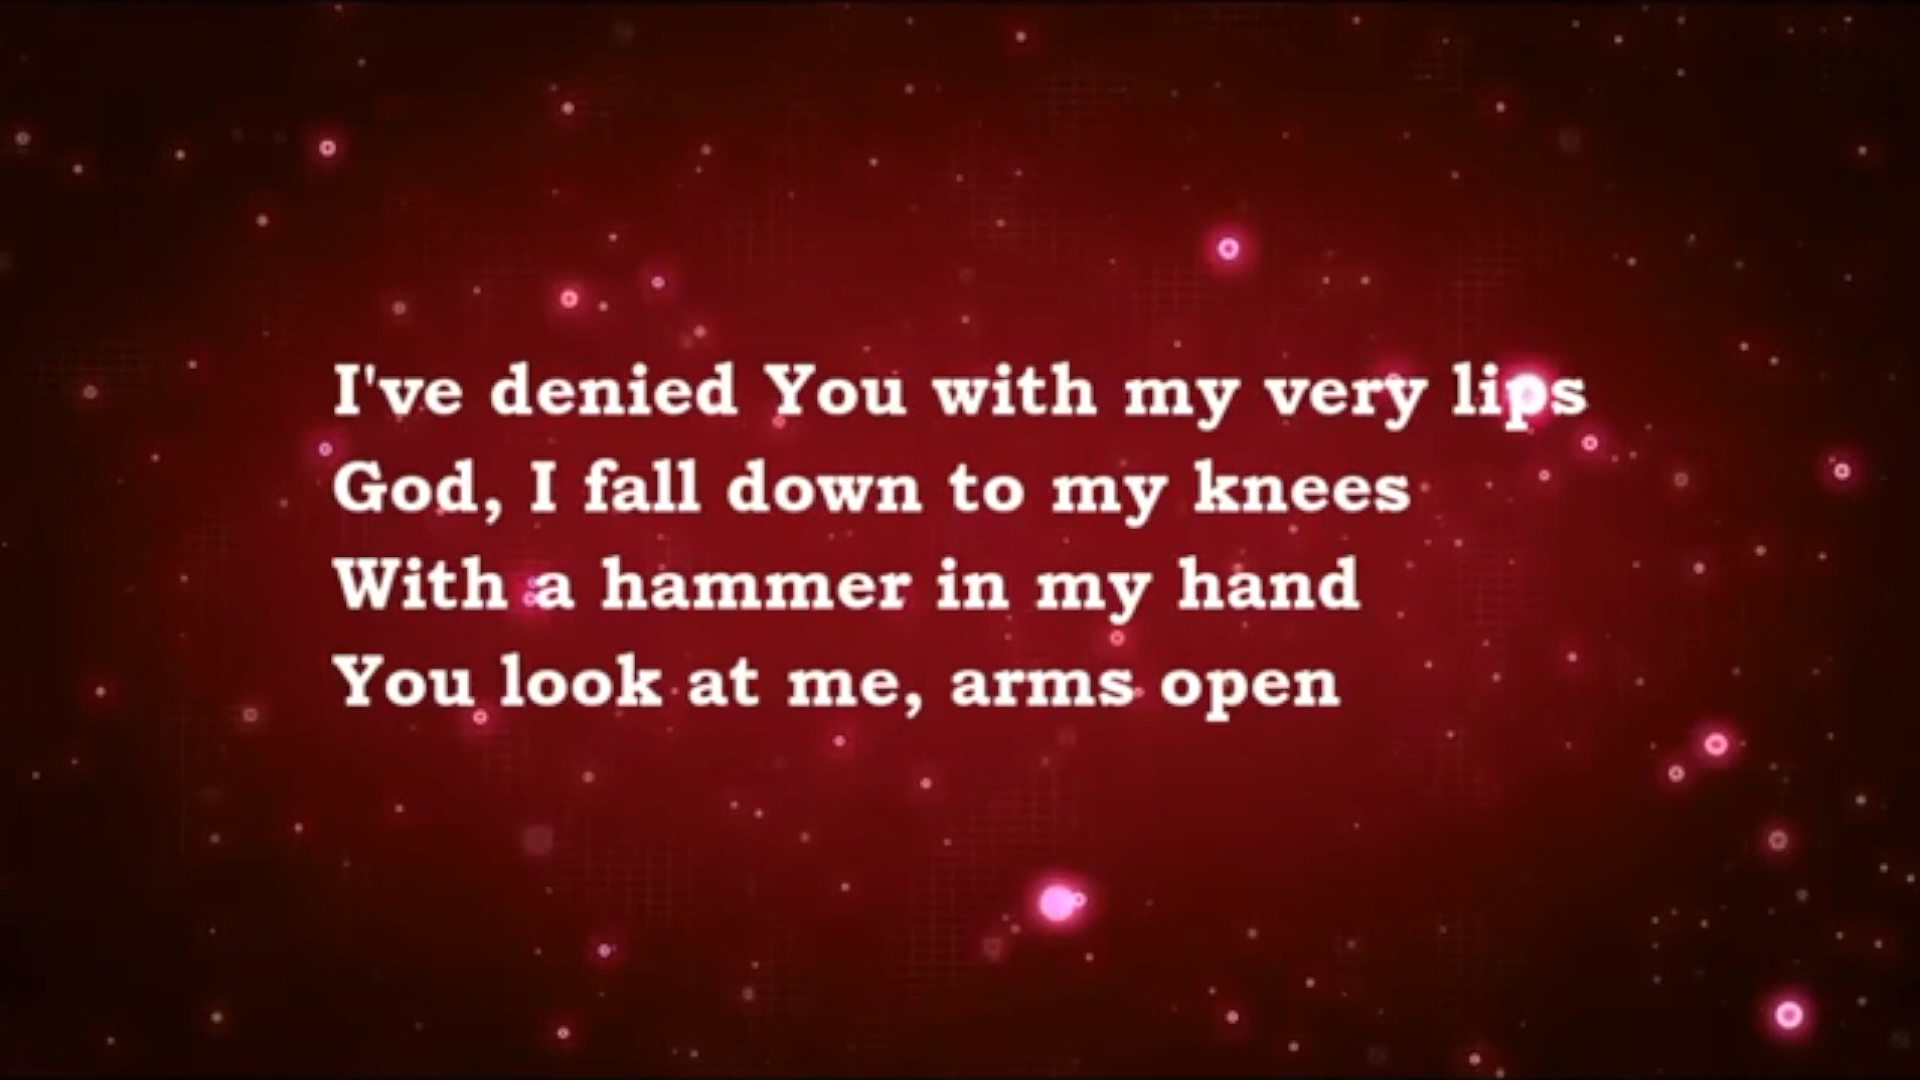 I've denied You with my very lips
God, I fall down to my knees
With a hammer in my hand
You look at me, arms open